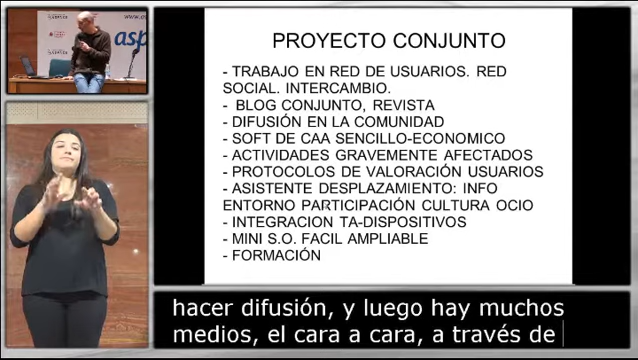 www.a
asp
PROYECTO CONJUNTO
- TRABAJO EN RED DE USUARIOS. RED
SOCIAL. INTERCAMBIO.
- BLOG CONJUNTO, REVISTA
- DIFUSIÓN EN LA COMUNIDAD
- SOFT DE CAA SENCILLO-ECONOMICO
- ACTIVIDADES GRAVEMENTE AFECTADOS
- PROTOCOLOS DE VALORACIÓN USUARIOS
- ASISTENTE DESPLAZAMIENTO: INFO
ENTORNO PARTICIPACIÓN CULTURA OCIO
- INTEGRACION TA-DISPOSITIVOS
- MINI S.O. FACIL AMPLIABLE
- FORMACIÓN
hacer difusión, y luego hay muchos
medios, el cara a cara, a través de